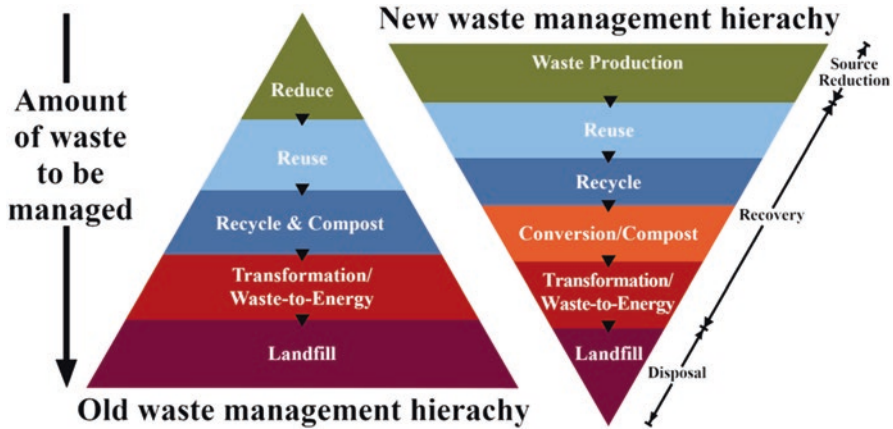 New waste management hierachy
Amount
of waste
to be
managed
Reduce
Reuse
Recycle & Compost
Transformation/
Waste-to-Energy
Landfill
Old waste management hierachy
Waste Production
Reuse
Recycle
Conversion/Compost
Transformation/
Waste-to-Energy
Landfill
Source
Reduction
Recovery
Disposal